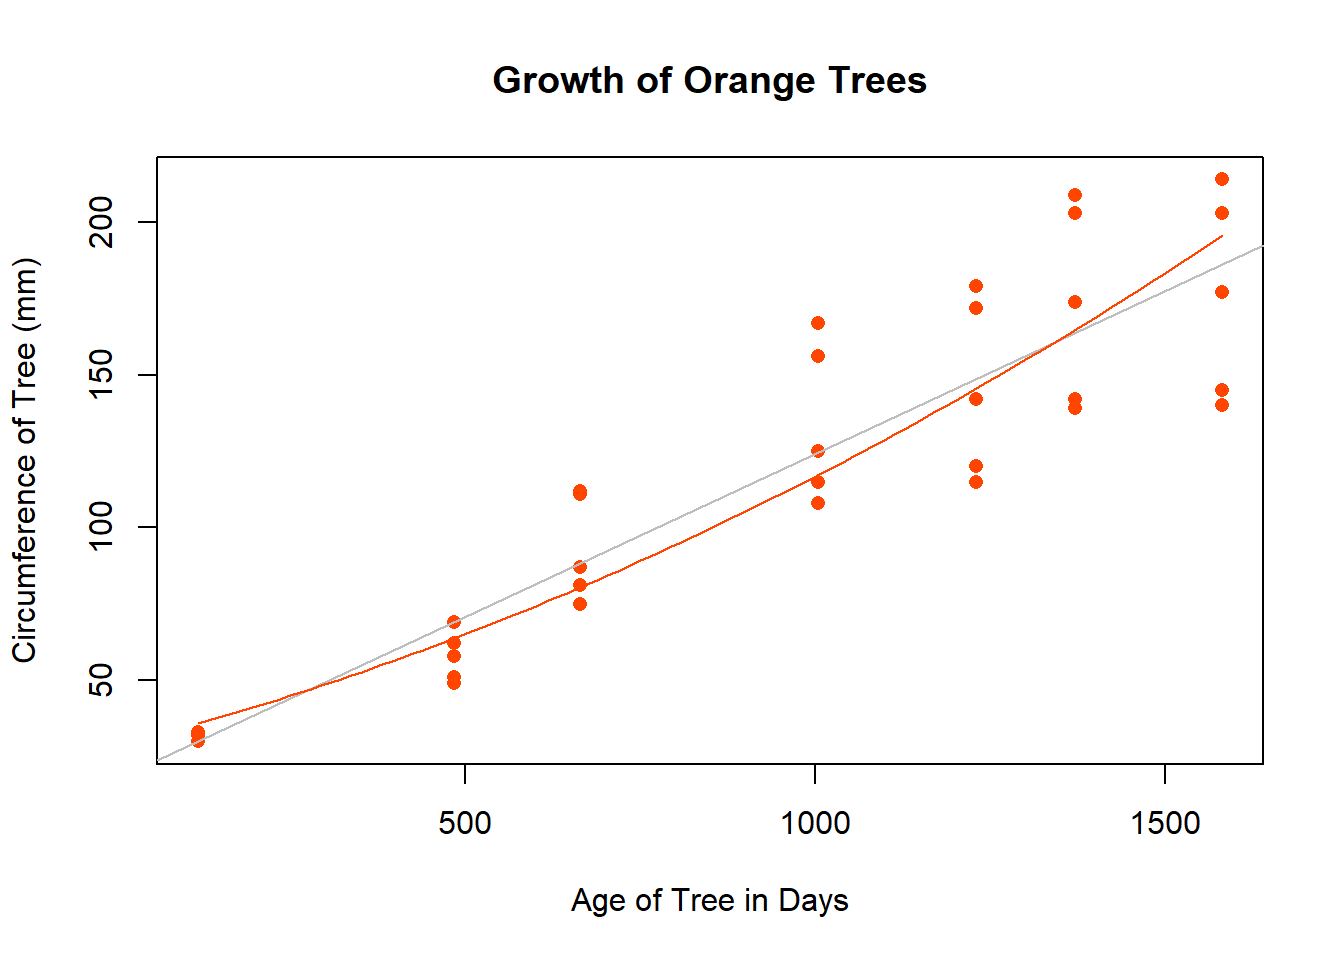 Growth of Orange Trees
Circumference of Tree (mm)
200
150
100
50
500 1000 1500
Age of Tree in Days